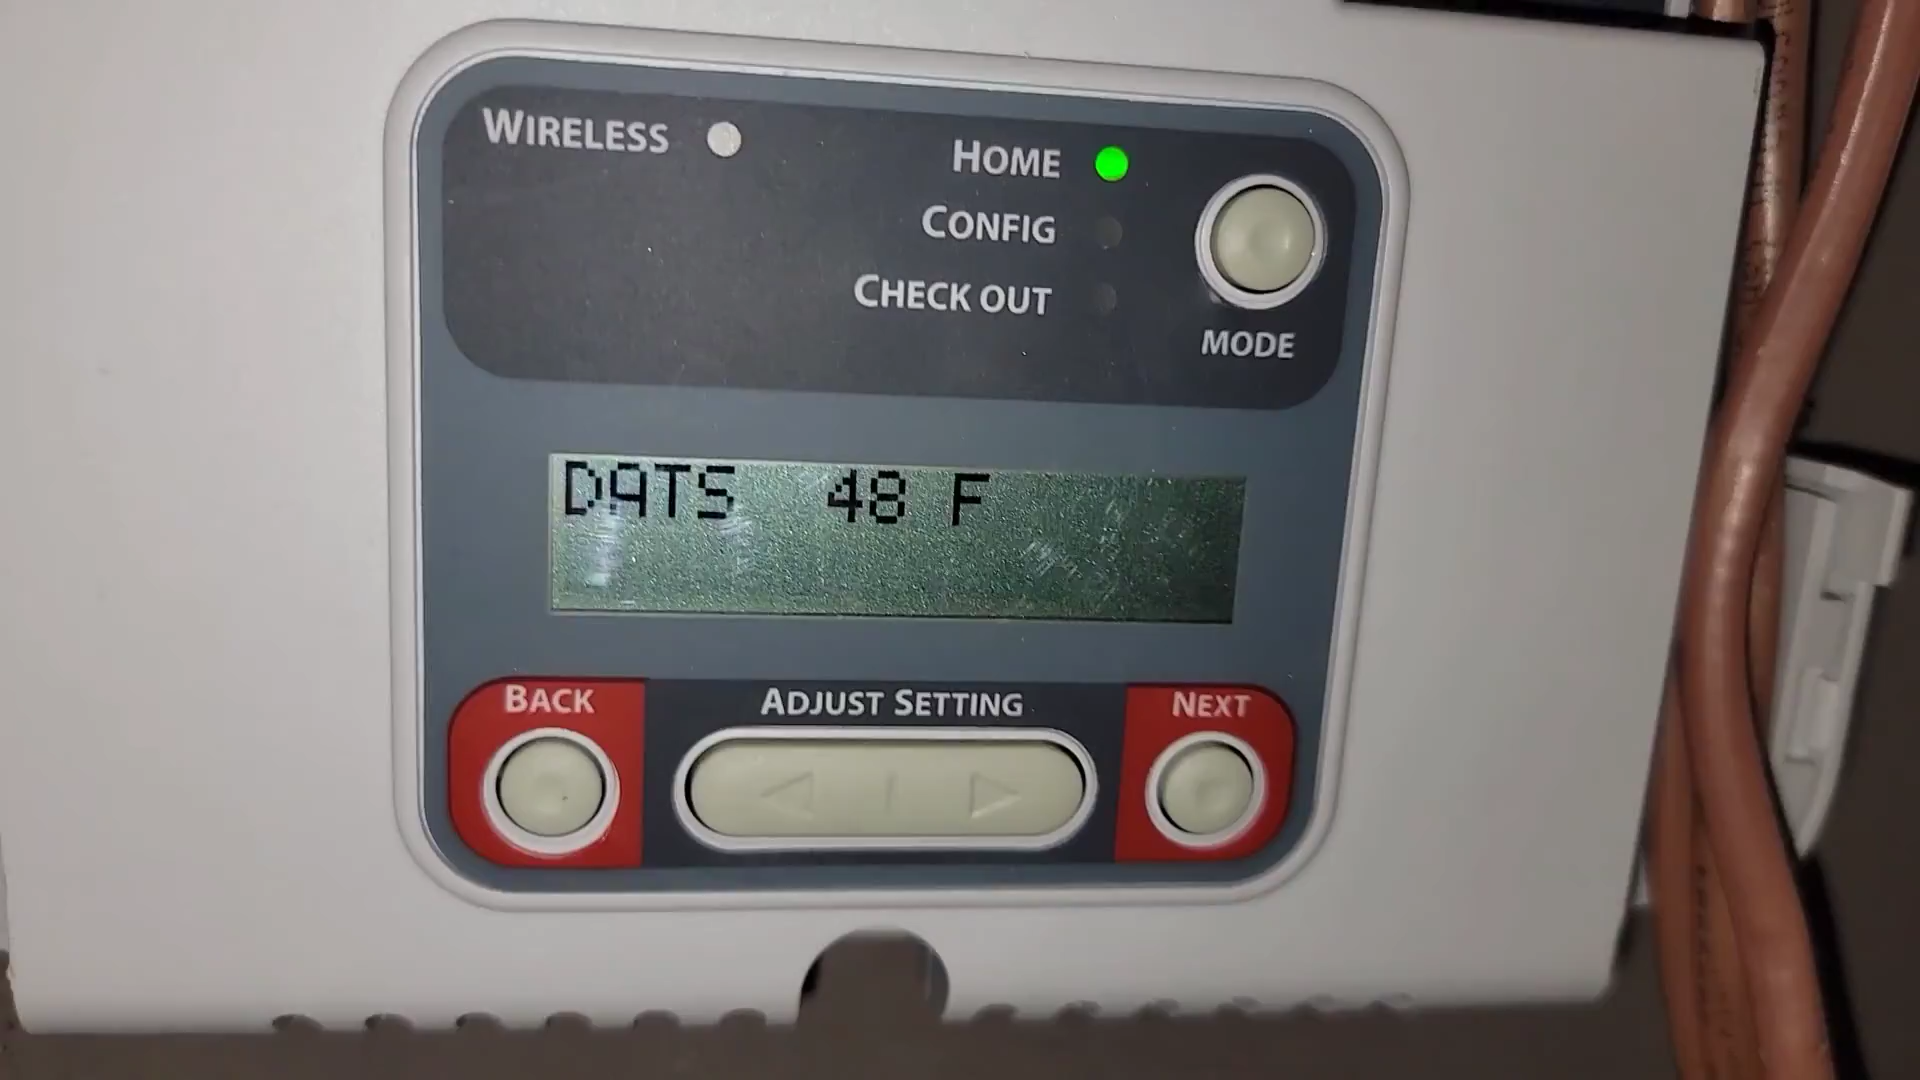 WIRELESS
HOME
CONFIG
CHECK OUT
MODE
DATS 48 F
BACK
ADJUST SETTING
NEXT